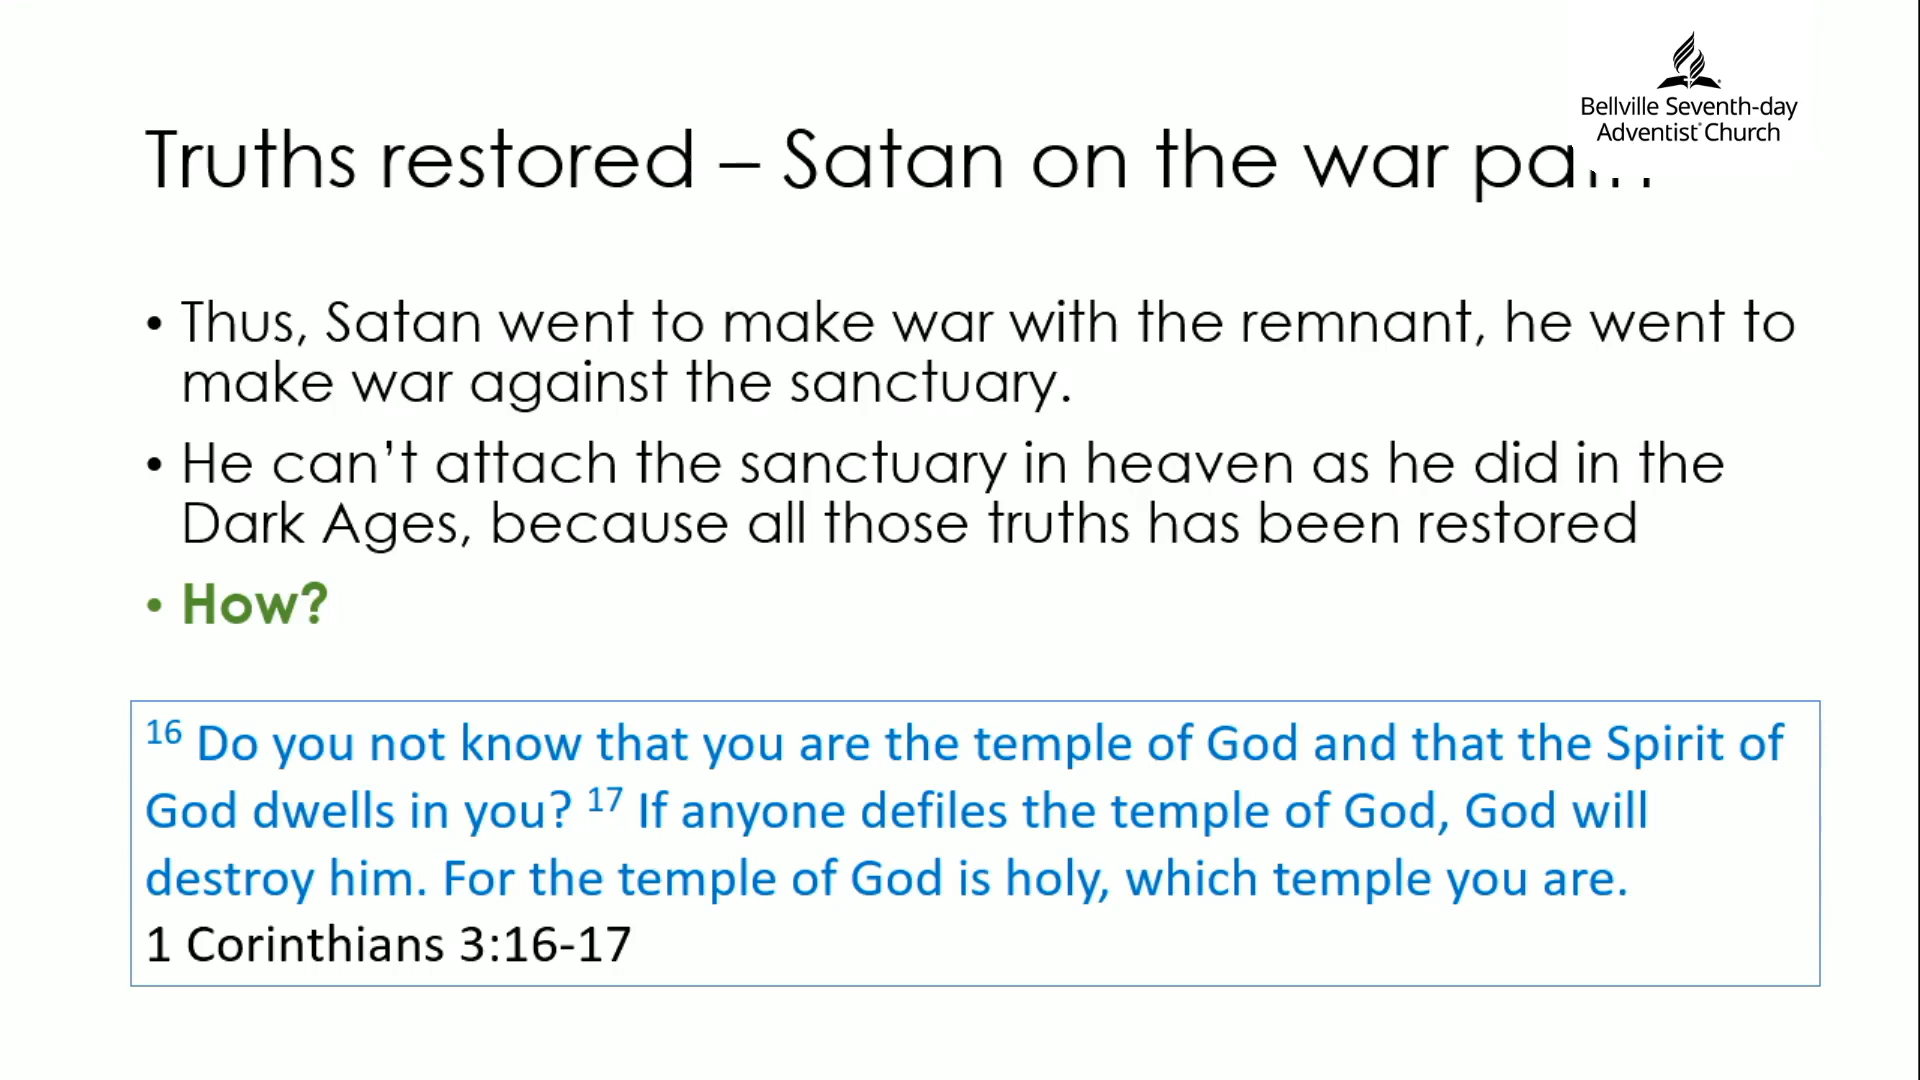 Bellville Seventh-day
Adventist Church
Truths restored – Satan on the war
• Thus, Satan went to make war with the remnant, he went to
make war against the sanctuary.
• He can’t attach the sanctuary in heaven as he did in the
Dark Ages, because all those truths has been restored
• How?
16 Do you not know that you are the temple of God and that the Spirit of
God dwells in you? 17 If anyone defiles the temple of God, God will
destroy him. For the temple of God is holy, which temple you are.
1 Corinthians 3:16-17